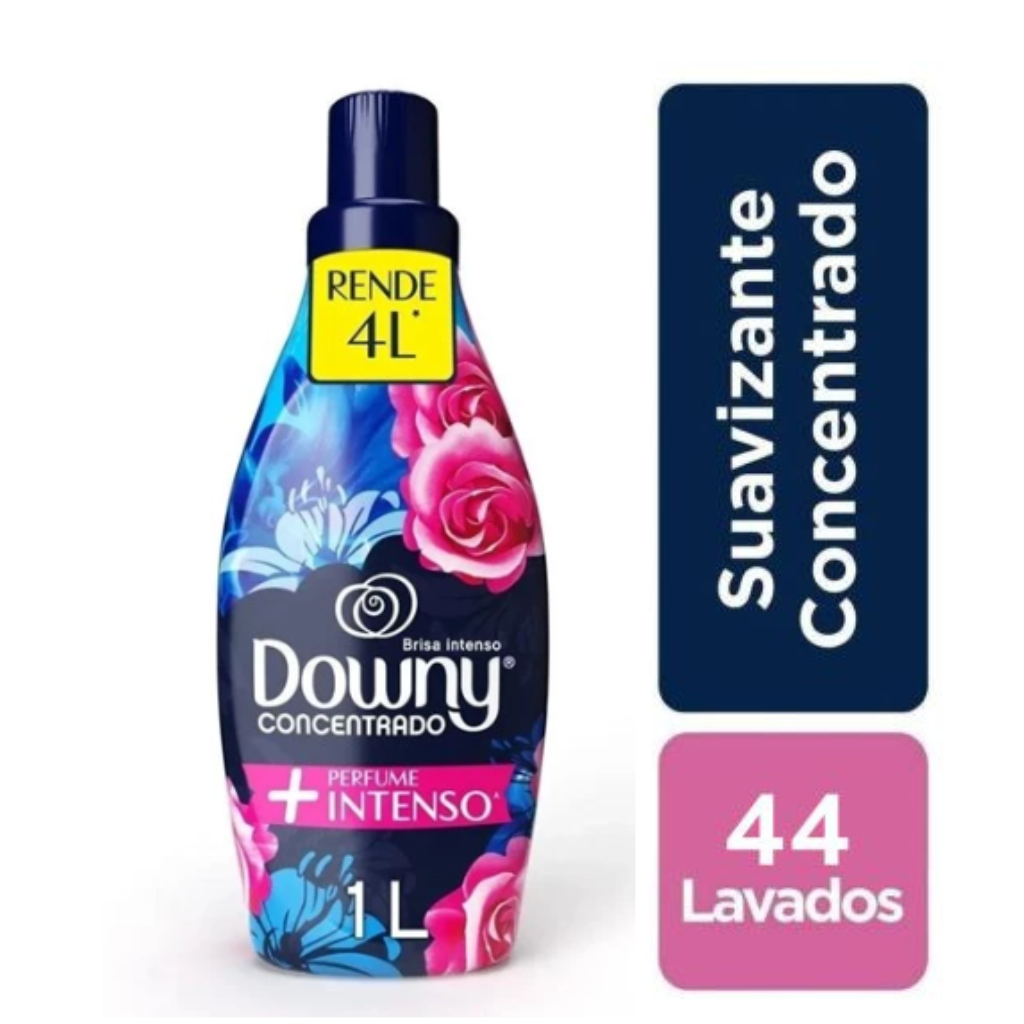 RENDE
4L*
Brisa intenso
Downy®
CONCENTRADO
+ PERFUME
INTENSO^
1 L
Suavizante
Concentrado
44
Lavados